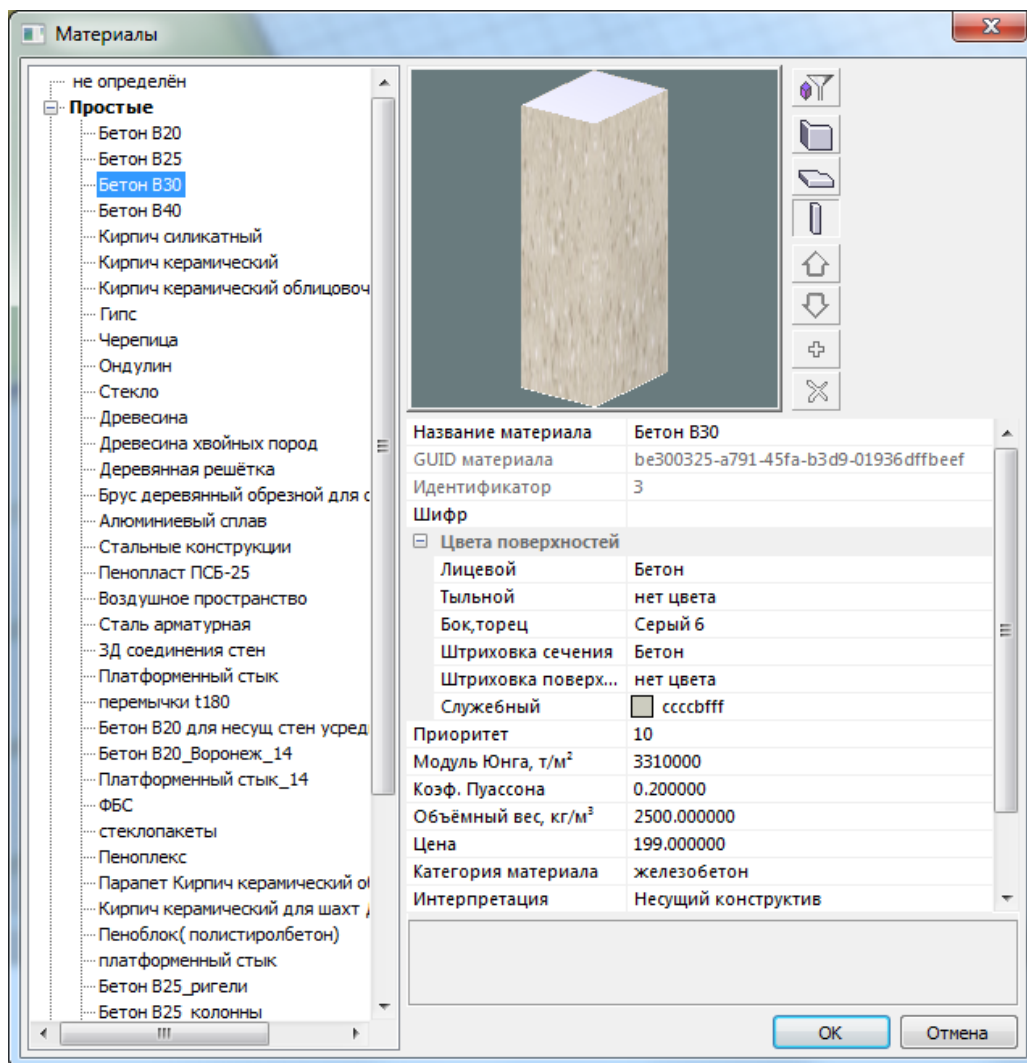 Материалы
не определён
Простые
Бетон В20
Бетон В25
Бетон В30
Бетон В40
Кирпич силикатный
Кирпич керамический
Кирпич керамический облицовоч
Гипс
Черепица
Ондулин
Стекло
Древесина
Древесина хвойных пород
Деревянная решётка
Брус деревянный обрезной для с
Алюминиевый сплав
Стальные конструкции
Пенопласт ПСБ-25
Воздушное пространство
Сталь арматурная
3Д соединения стен
Платформенный стык
перемычки t180
Бетон В20 для несущ стен усред
Бетон В20_Воронеж_14
Платформенный стык_14
ФБС
стеклопакеты
Пеноплекс
Парапет Кирпич керамический о
Кирпич керамический для шахт
Пеноблок( полистиролбетон)
платформенный стык
Бетон В25_ригели
Бетон В25_колонны
Название материала Бетон В30
GUID материала be300325-a791-45fa-b3d9-01936dffbeef
Идентификатор 3
Шифр
Цвета поверхностей
Лицевой Бетон
Тыльной нет цвета
Бок,торец Серый 6
Штриховка сечения Бетон
Штриховка поверх... нет цвета
Служебный ccccbfff
Приоритет 10
Модуль Юнга, т/м² 3310000
Коэф. Пуассона 0.200000
Объёмный вес, кг/м³ 2500.000000
Цена 199.000000
Категория материала железобетон
Интерпретация Несущий конструктив
ОК Отмена